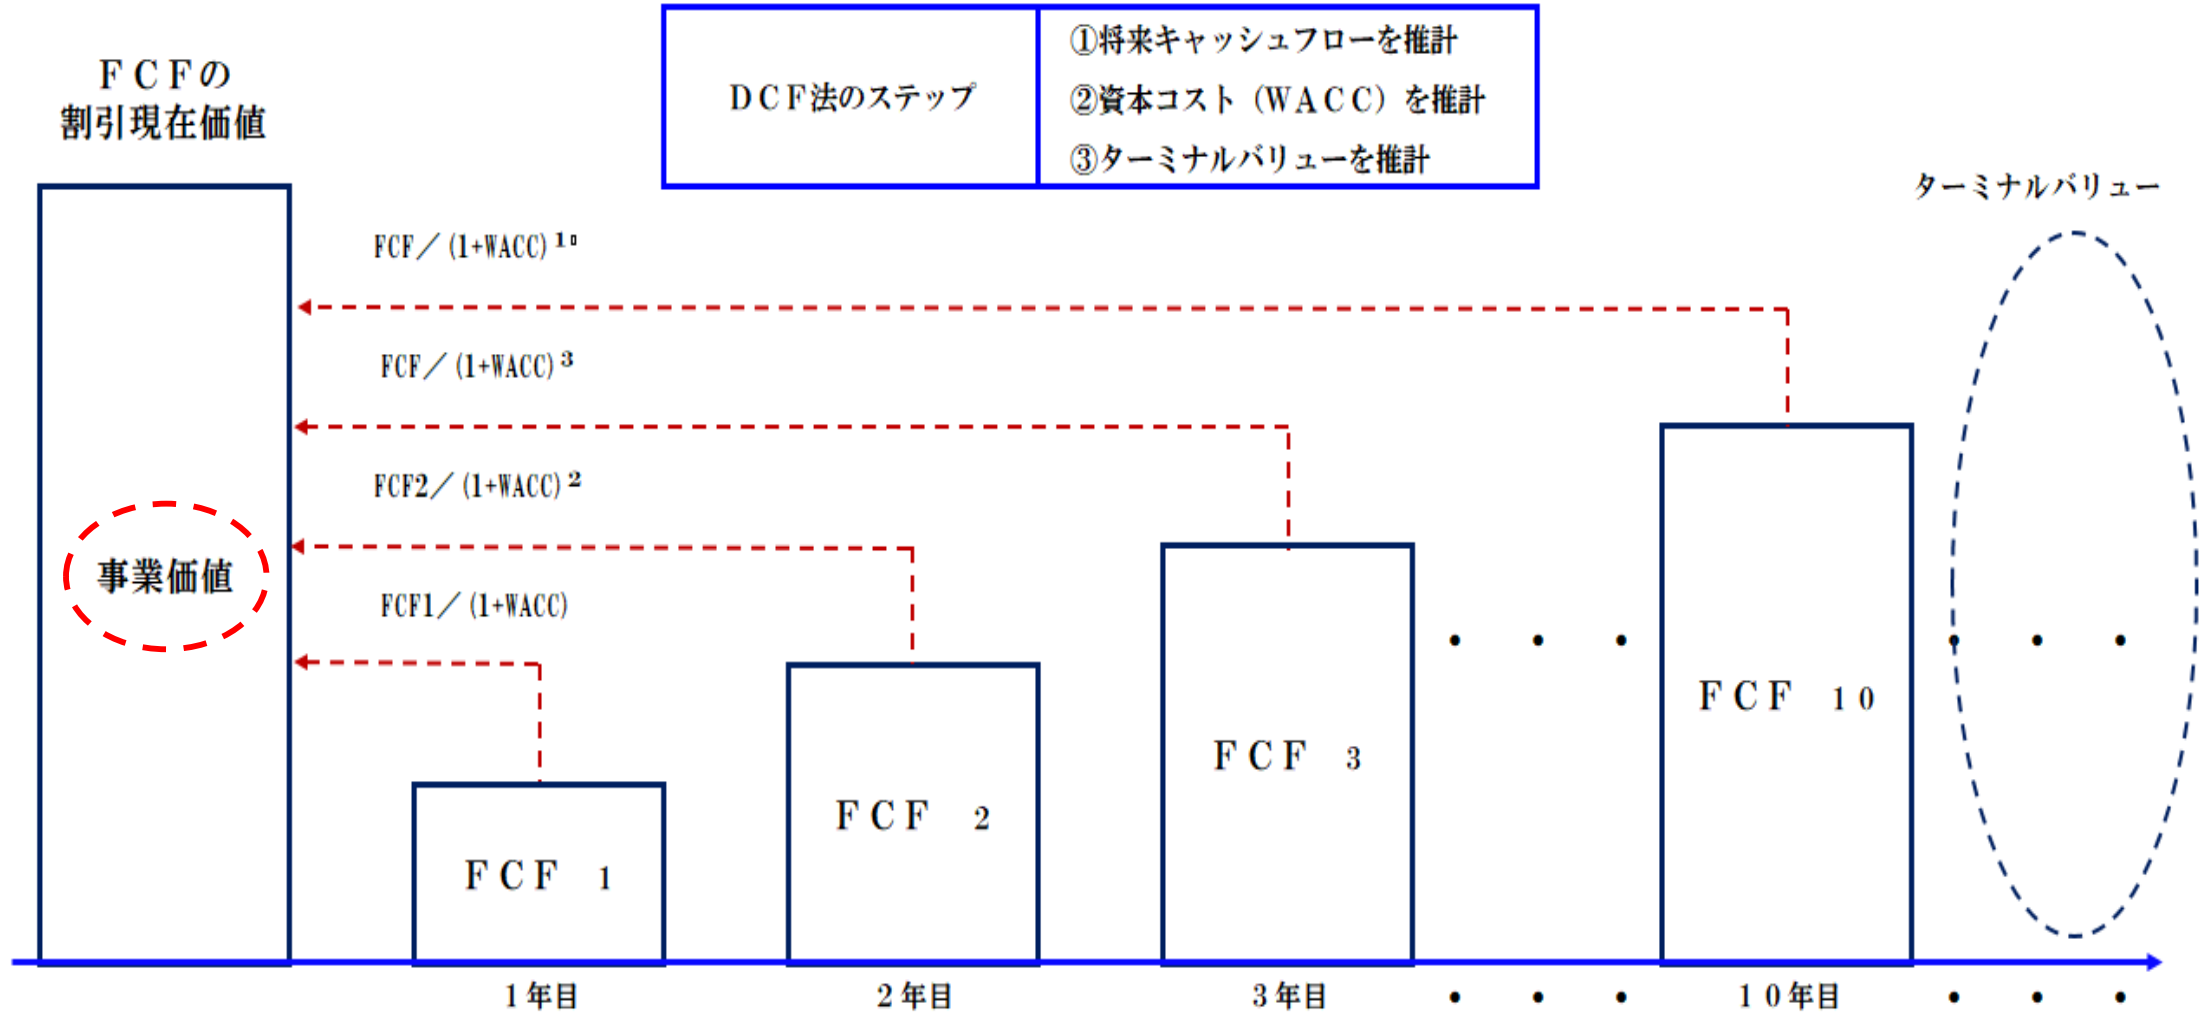 FCFの
割引現在価値
DCF法のステップ
①将来キャッシュフローを推計
②資本コスト（WACC）を推計
③ターミナルバリューを推計
ターミナルバリュー
FCF／(1+WACC)¹⁰
FCF／(1+WACC)³
FCF2／(1+WACC)²
FCF1／(1+WACC)
事業価値
FCF 1
FCF 2
FCF 3
・ ・ ・
FCF 10
・ ・ ・
1年目
2年目
3年目
・ ・ ・
10年目
・ ・ ・